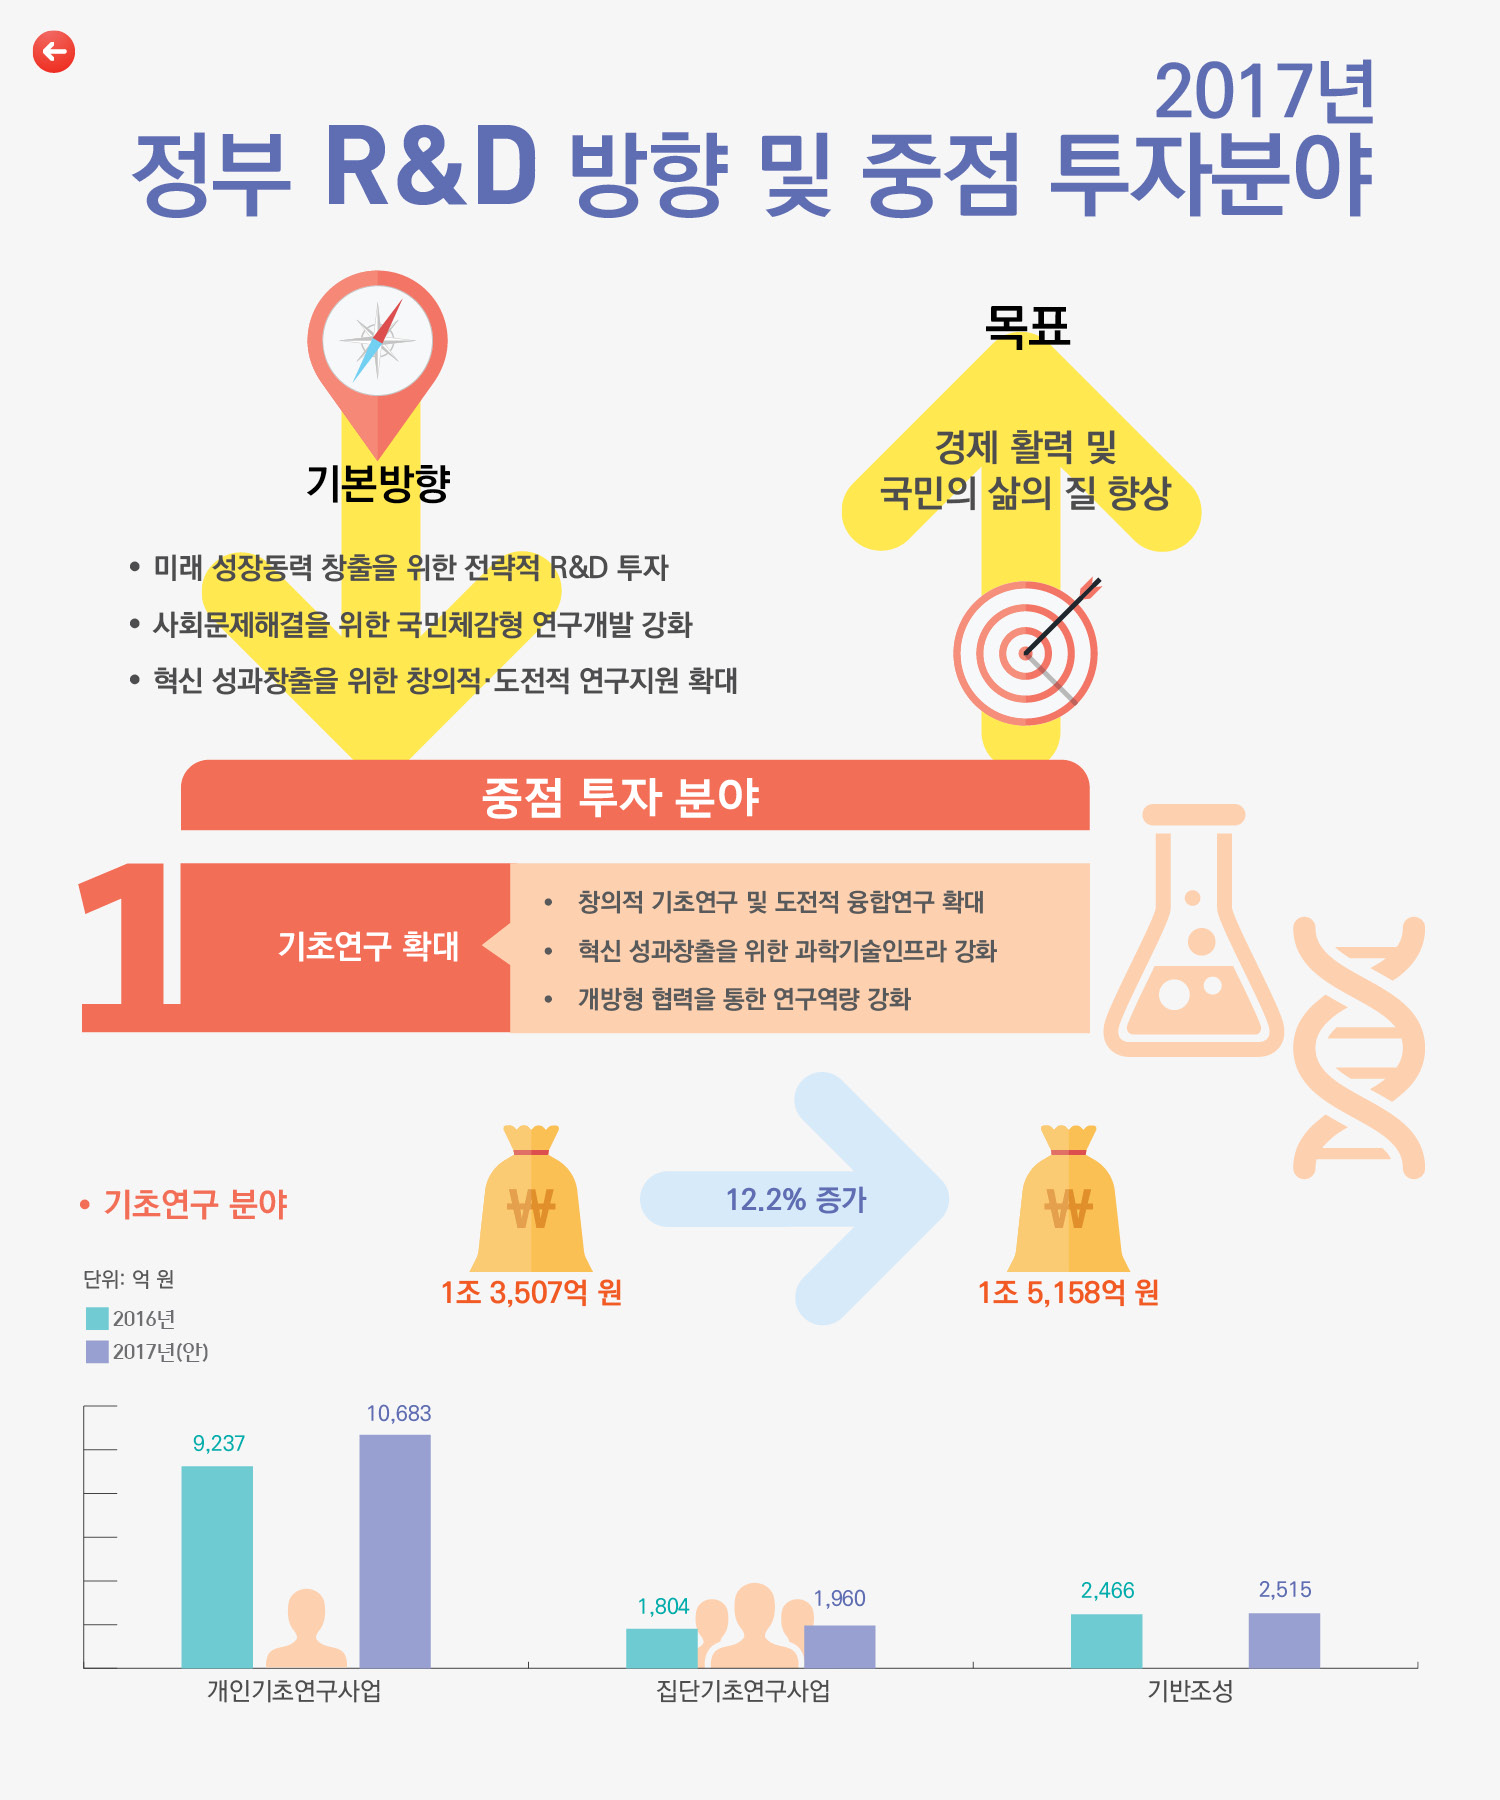 2017년
정부 R&D 방향 및 중점 투자분야
기본방향
• 미래 성장동력 창출을 위한 전략적 R&D 투자
• 사회문제해결을 위한 국민체감형 연구개발 강화
• 혁신 성과창출을 위한 창의적·도전적 연구지원 확대
목표
경제 활력 및
국민의 삶의 질 향상
중점 투자 분야
1
기초연구 확대
• 창의적 기초연구 및 도전적 융합연구 확대
• 혁신 성과창출을 위한 과학기술인프라 강화
• 개방형 협력을 통한 연구역량 강화
• 기초연구 분야
₩
1조 3,507억 원
12.2% 증가
₩
1조 5,158억 원
단위: 억 원
2016년
2017년(안)
9,237
10,683
1,804
1,960
2,466
2,515
개인기초연구사업
집단기초연구사업
기반조성